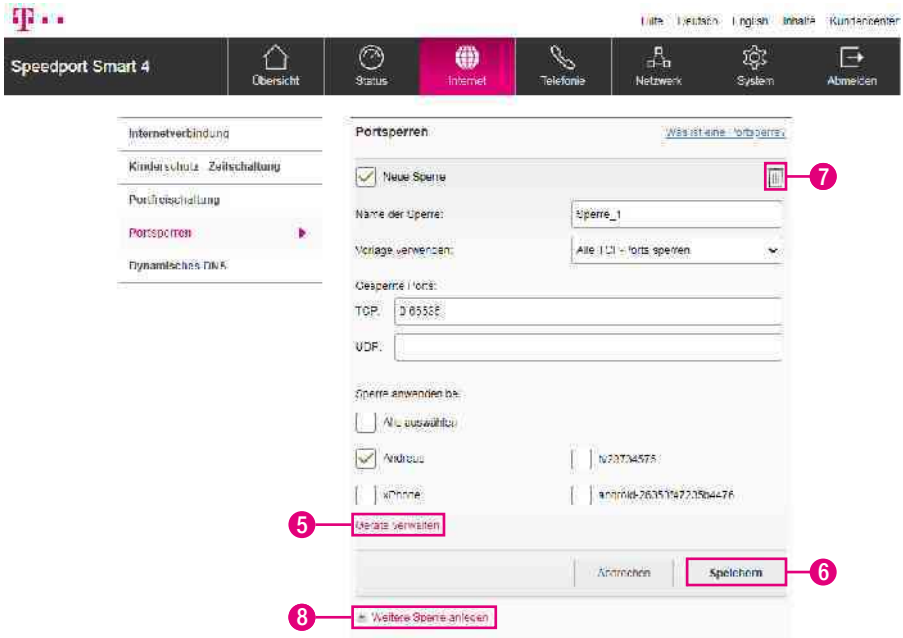 T
Hilfe Deutsch English Inhalte Kundencenter
Speedport Smart 4
Übersicht
Status
Internet
Telefonie
Netzwerk
System
Abmelden
Internetverbindung
Kinderschutz Zeitschaltung
Portfreischaltung
Portsperren
Dynamisches DNS
Portsperren
Was ist eine Portsperre?
Neue Sperre
7
Name der Sperre:
Sperre_1
Vorlage verwenden:
Alle TCP-Ports sperren
Gesperrte Ports:
TCP:
UDP:
Sperre anwenden bei:
Alle auswählen
Andreas
xPhone
5
Geräte verwalten
Abbrechen
Speichern
6
8
Weitere Sperre anlegen